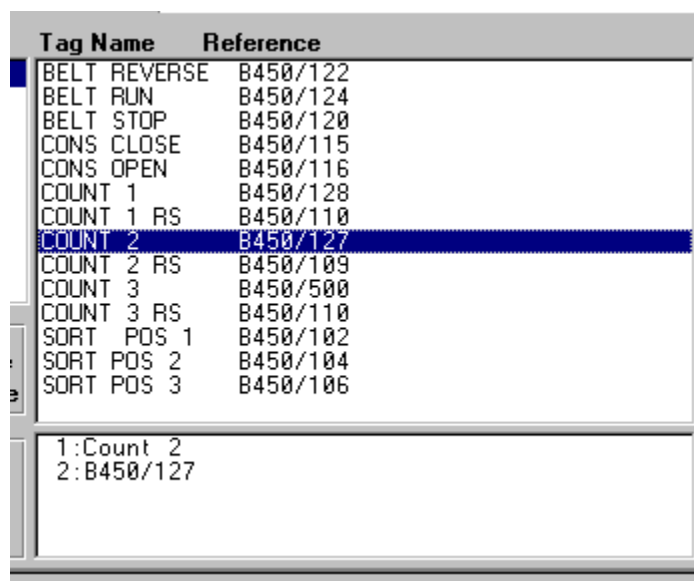 Tag Name Reference
BELT REVERSE B450/122
BELT RUN B450/124
BELT STOP B450/120
CONS CLOSE B450/115
CONS OPEN B450/116
COUNT 1 B450/128
COUNT 1 RS B450/110
COUNT 2 B450/127
COUNT 2 RS B450/109
COUNT 3 B450/500
COUNT 3 RS B450/110
SORT POS 1 B450/102
SORT POS 2 B450/104
SORT POS 3 B450/106
1:Count 2
2:B450/127